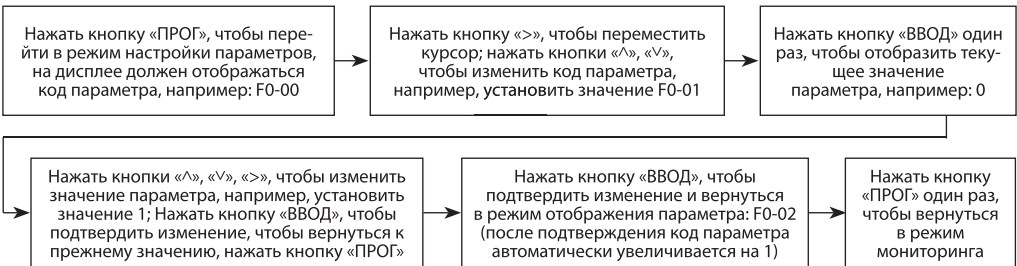 Нажать кнопку «ПРОГ», чтобы пере-
йти в режим настройки параметров,
на дисплее должен отображаться
код параметра, например: F0-00
Нажать кнопку «>», чтобы переместить
курсор; нажать кнопки «^», «˅»,
чтобы изменить код параметра,
например, установить значение F0-01
Нажать кнопку «ВВОД» один
раз, чтобы отобразить теку-
щее значение
параметра, например: 0
Нажать кнопки «^», «˅», «>», чтобы изменить
значение параметра, например, установить
значение 1; Нажать кнопку «ВВОД», чтобы
подтвердить изменение, чтобы вернуться к
прежнему значению, нажать кнопку «ПРОГ»
Нажать кнопку «ВВОД», чтобы
подтвердить изменение и вернуться
в режим отображения параметра: F0-02
(после подтверждения код параметра
автоматически увеличивается на 1)
Нажать кнопку
«ПРОГ» один раз,
чтобы вернуться
в режим
мониторинга